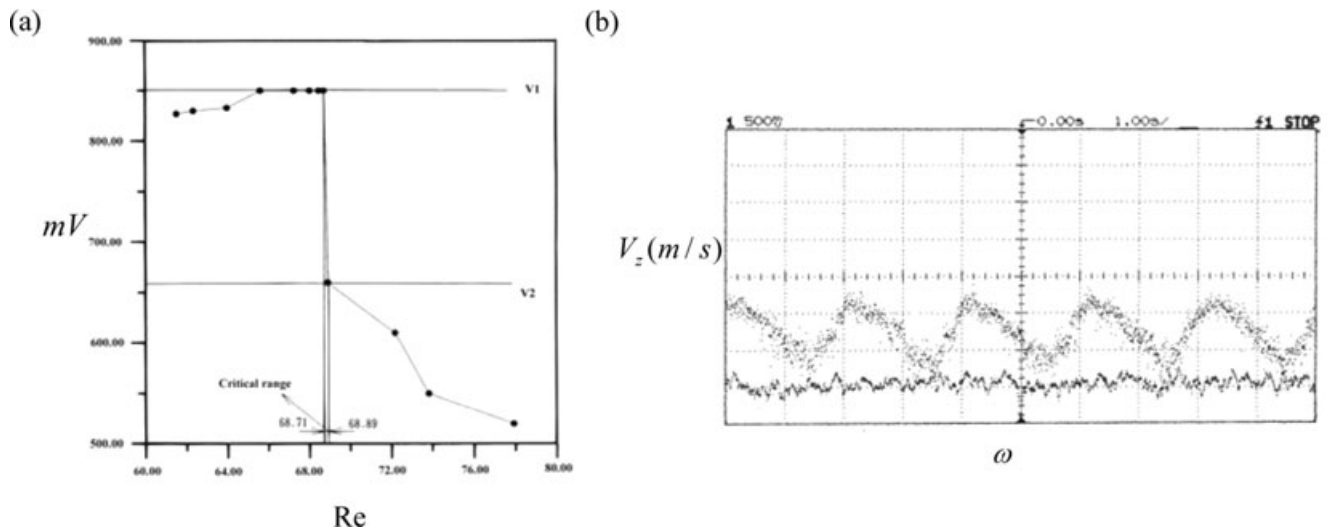 (a)
900.00
V1
800.00
mV
700.00
V2
600.00
Critical range
68.71
68.89
500.00
60.00 64.00 68.00 72.00 76.00 80.00
Re
(b)
1 500 -0.00s 1.00s/ f1 STOP
V_z(m/s)
ω